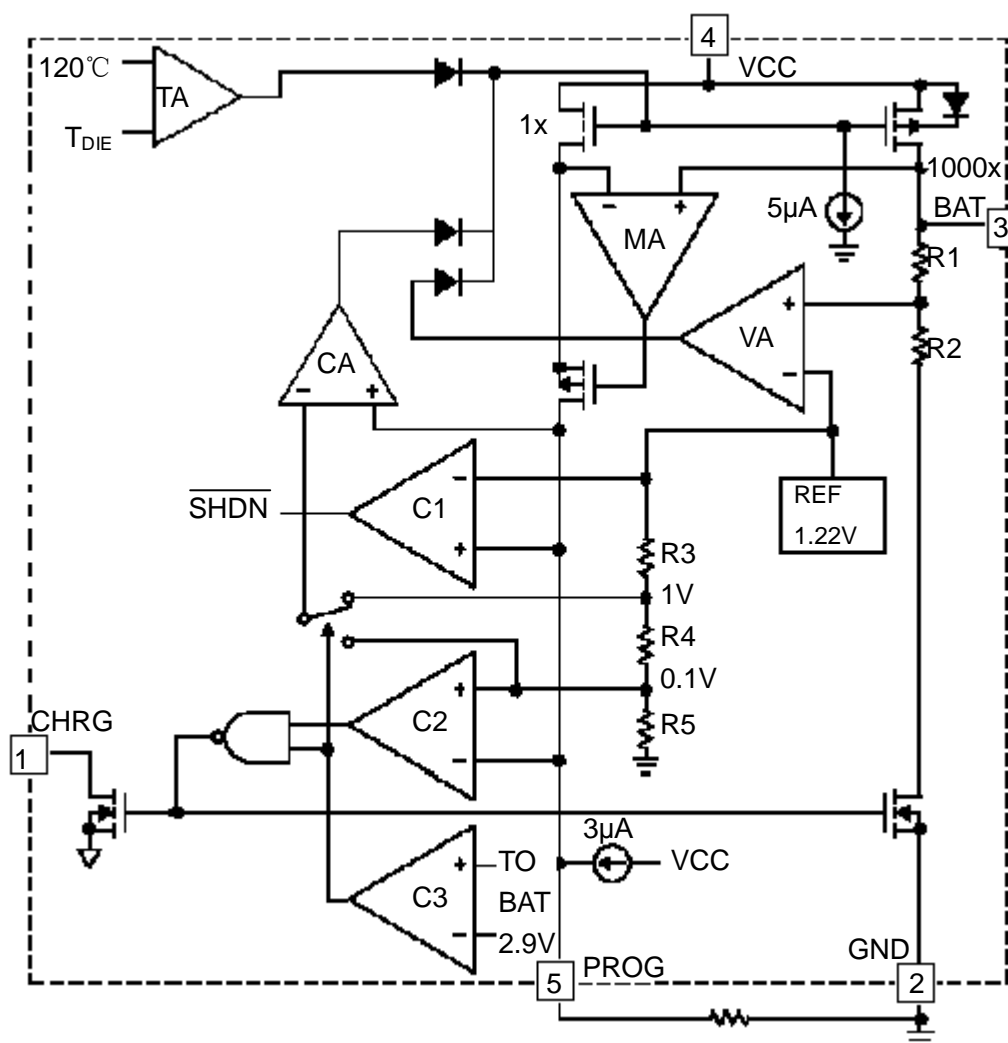 4
120℃
VCC
TA
1x
T_DIE
1000x
- +
5µA
BAT
3
MA
R1
+
VA
R2
CA
- +
-
-
REF
SHDN
C1
1.22V
R3
+
1V
R4
0.1V
+
CHRG
C2
R5
1
-
3µA
+
TO
VCC
C3
BAT
-
2.9V
GND
PROG
5
2